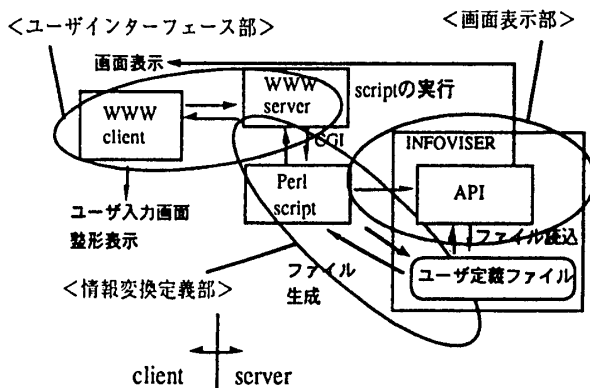 <ユーザインターフェース部>
<画面表示部>
画面表示
WWW
server
scriptの実行
WWW
client
CGI
INFOVISER
Perl
script
API
ユーザ入力画面
整形表示
ファイル読込
ファイル
生成
ユーザ定義ファイル
<情報変換定義部>
client
server